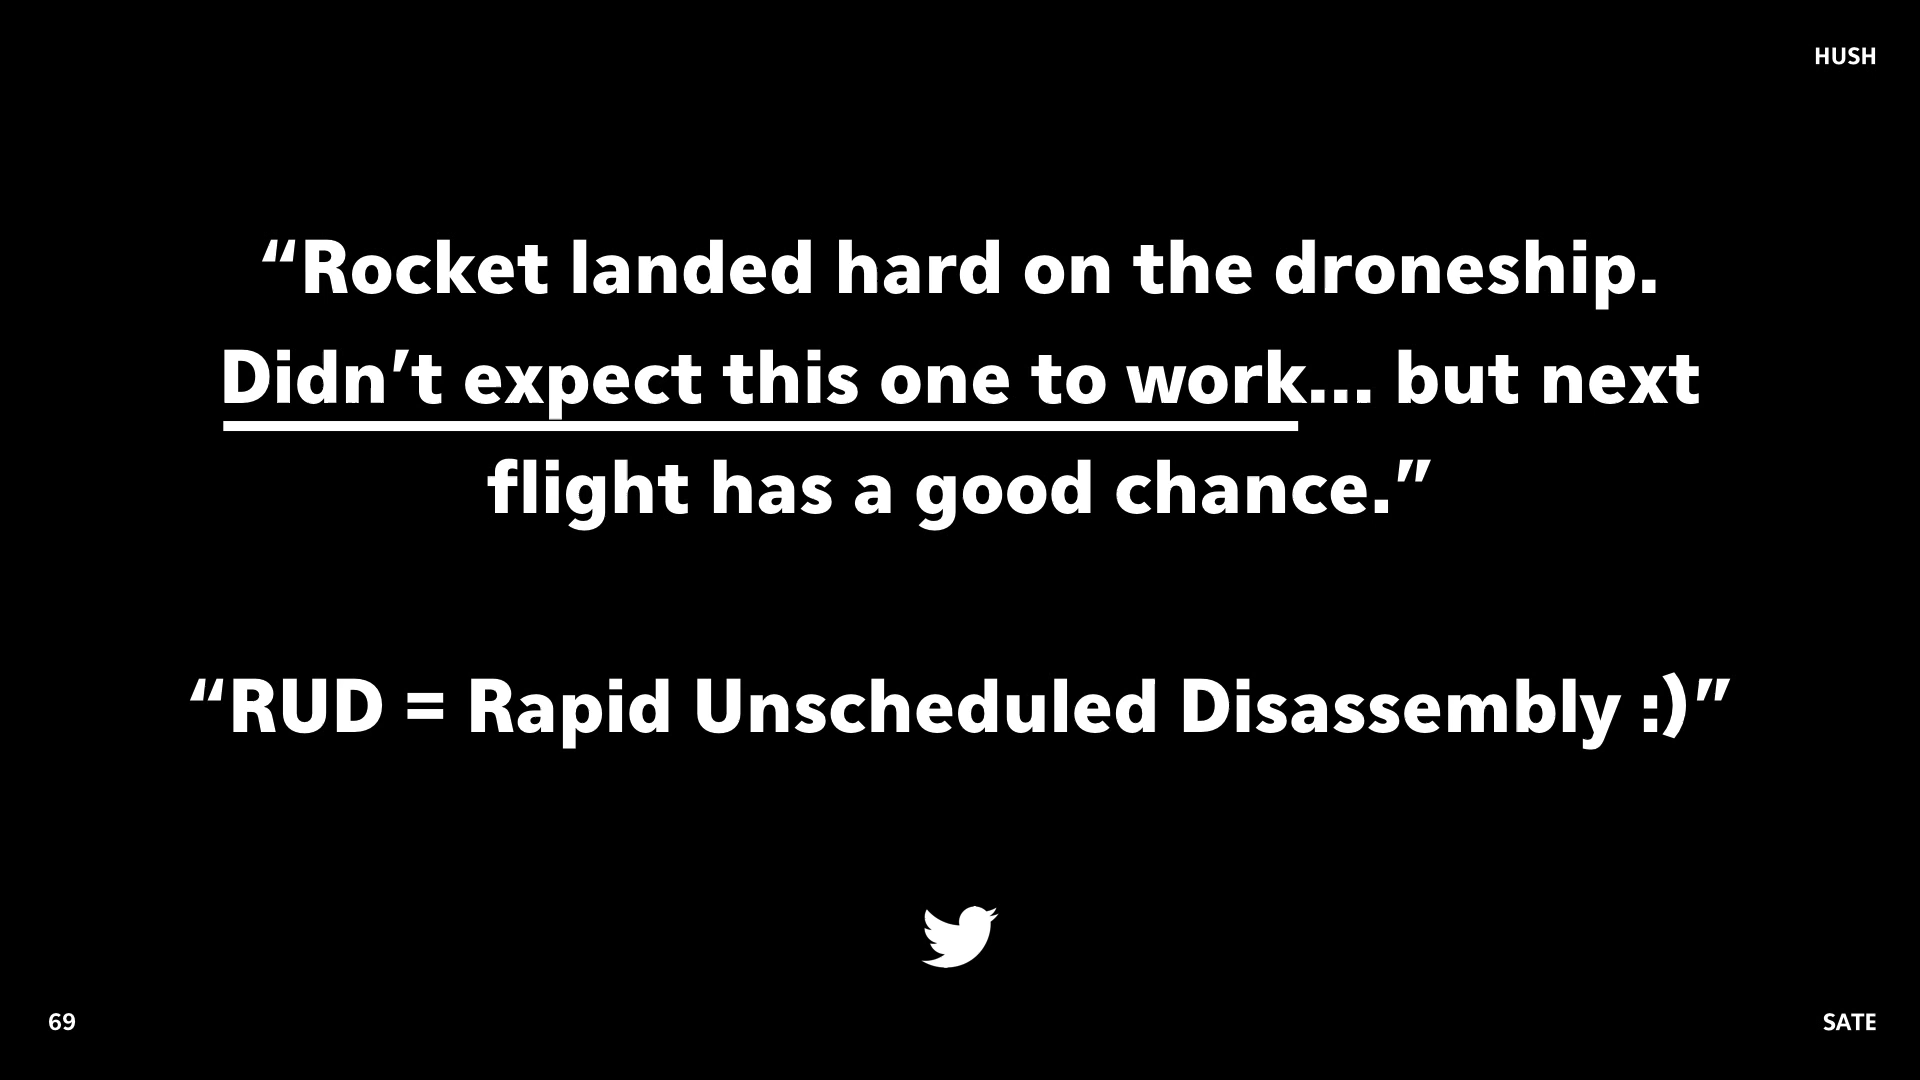 HUSH
“Rocket landed hard on the droneship.
Didn’t expect this one to work... but next
flight has a good chance.”
“RUD = Rapid Unscheduled Disassembly :)”
69
SATE